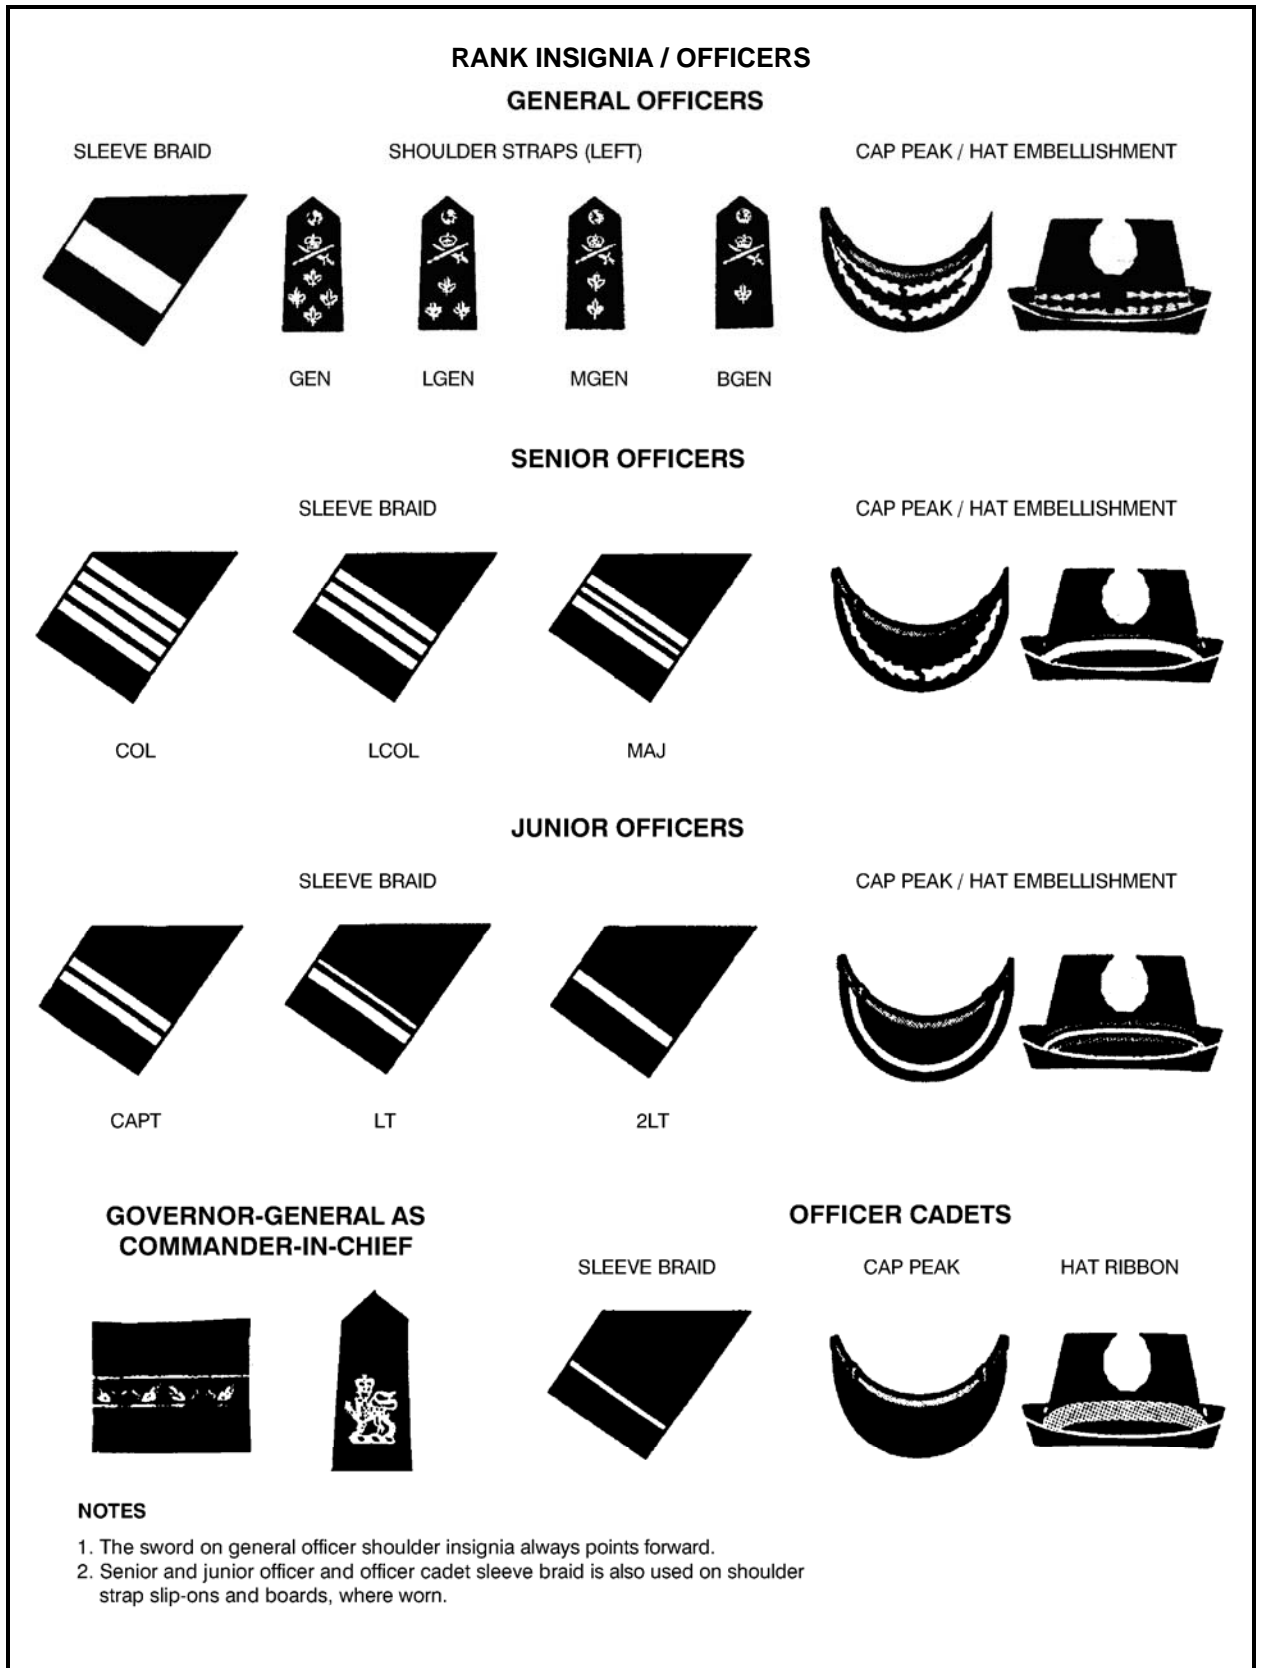 RANK INSIGNIA / OFFICERS
GENERAL OFFICERS
SLEEVE BRAID
SHOULDER STRAPS (LEFT)
CAP PEAK / HAT EMBELLISHMENT
GEN
LGEN
MGEN
BGEN
SENIOR OFFICERS
SLEEVE BRAID
CAP PEAK / HAT EMBELLISHMENT
COL
LCOL
MAJ
JUNIOR OFFICERS
SLEEVE BRAID
CAP PEAK / HAT EMBELLISHMENT
CAPT
LT
2LT
GOVERNOR-GENERAL AS
COMMANDER-IN-CHIEF
OFFICER CADETS
SLEEVE BRAID
CAP PEAK
HAT RIBBON
NOTES
1. The sword on general officer shoulder insignia always points forward.
2. Senior and junior officer and officer cadet sleeve braid is also used on shoulder
strap slip-ons and boards, where worn.